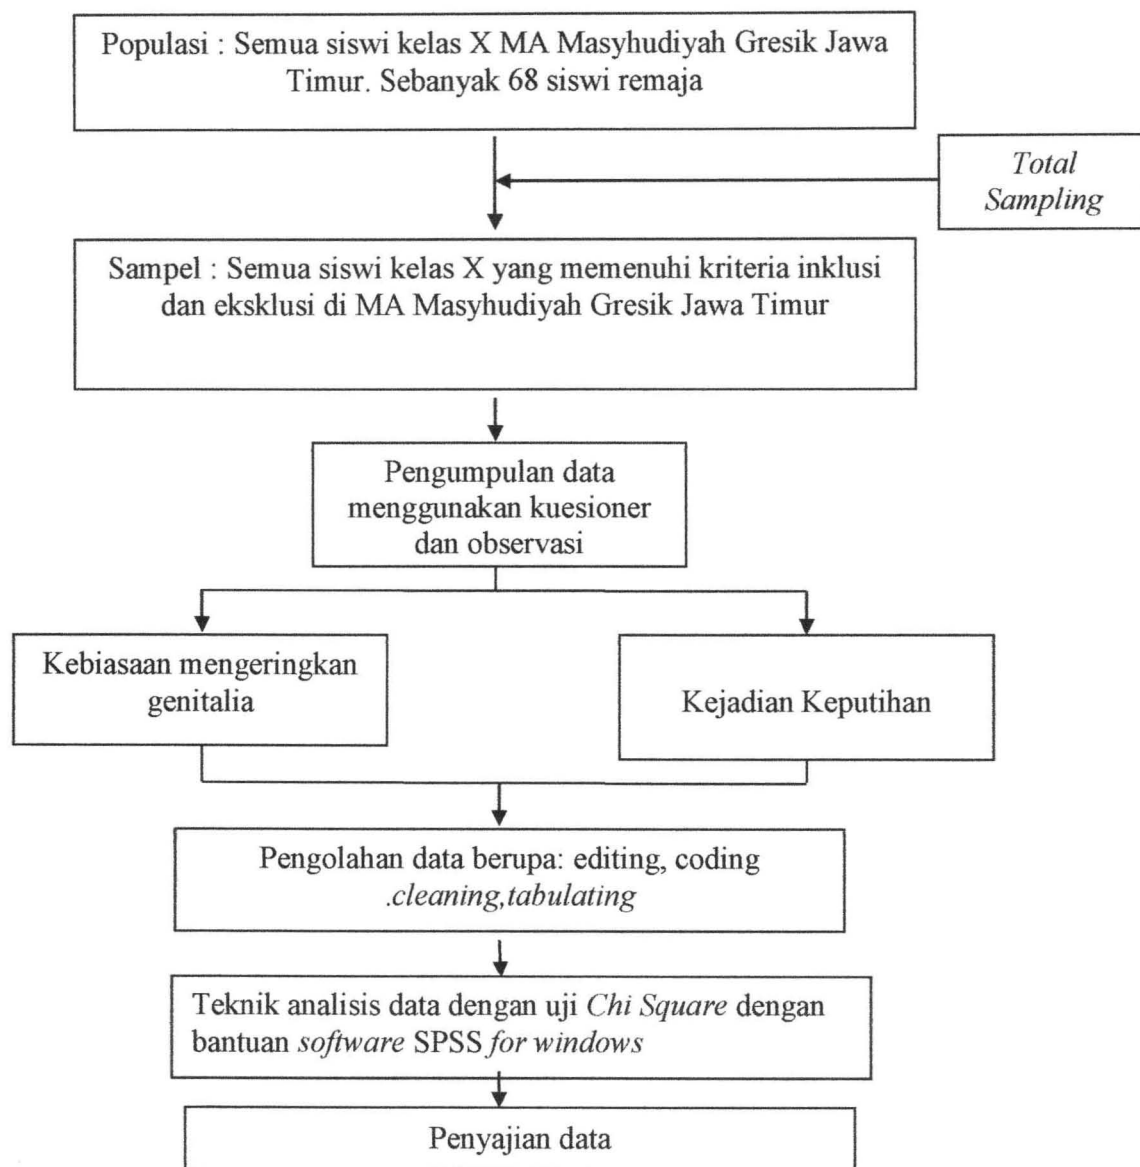 Populasi : Semua siswi kelas X MA Masyhudiyah Gresik Jawa
Timur. Sebanyak 68 siswi remaja
Total
Sampling
Sampel : Semua siswi kelas X yang memenuhi kriteria inklusi
dan eksklusi di MA Masyhudiyah Gresik Jawa Timur
Pengumpulan data
menggunakan kuesioner
dan observasi
Kebiasaan mengeringkan
genitalia
Kejadian Keputihan
Pengolahan data berupa: editing, coding
.cleaning,tabulating
Teknik analisis data dengan uji Chi Square dengan
bantuan software SPSS for windows
Penyajian data